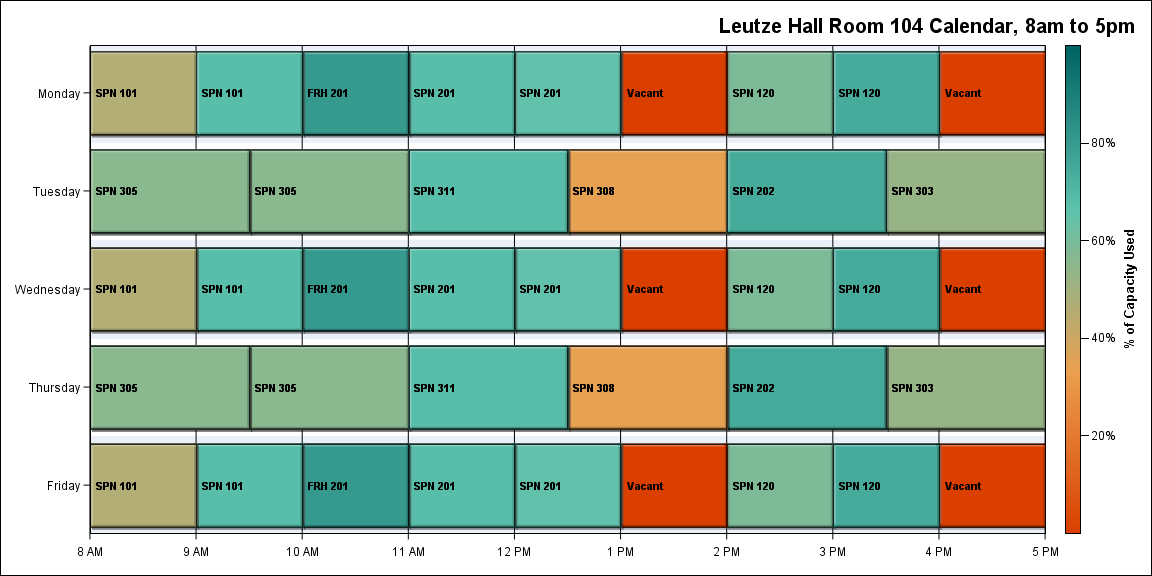 Leutze Hall Room 104 Calendar, 8am to 5pm
Monday
SPN 101
SPN 101
FRH 201
SPN 201
SPN 201
Vacant
SPN 120
SPN 120
Vacant
Tuesday
SPN 305
SPN 305
SPN 311
SPN 308
SPN 202
SPN 303
Wednesday
SPN 101
SPN 101
FRH 201
SPN 201
SPN 201
Vacant
SPN 120
SPN 120
Vacant
Thursday
SPN 305
SPN 305
SPN 311
SPN 308
SPN 202
SPN 303
Friday
SPN 101
SPN 101
FRH 201
SPN 201
SPN 201
Vacant
SPN 120
SPN 120
Vacant
8 AM
9 AM
10 AM
11 AM
12 PM
1 PM
2 PM
3 PM
4 PM
5 PM
80%
60%
40%
20%
% of Capacity Used